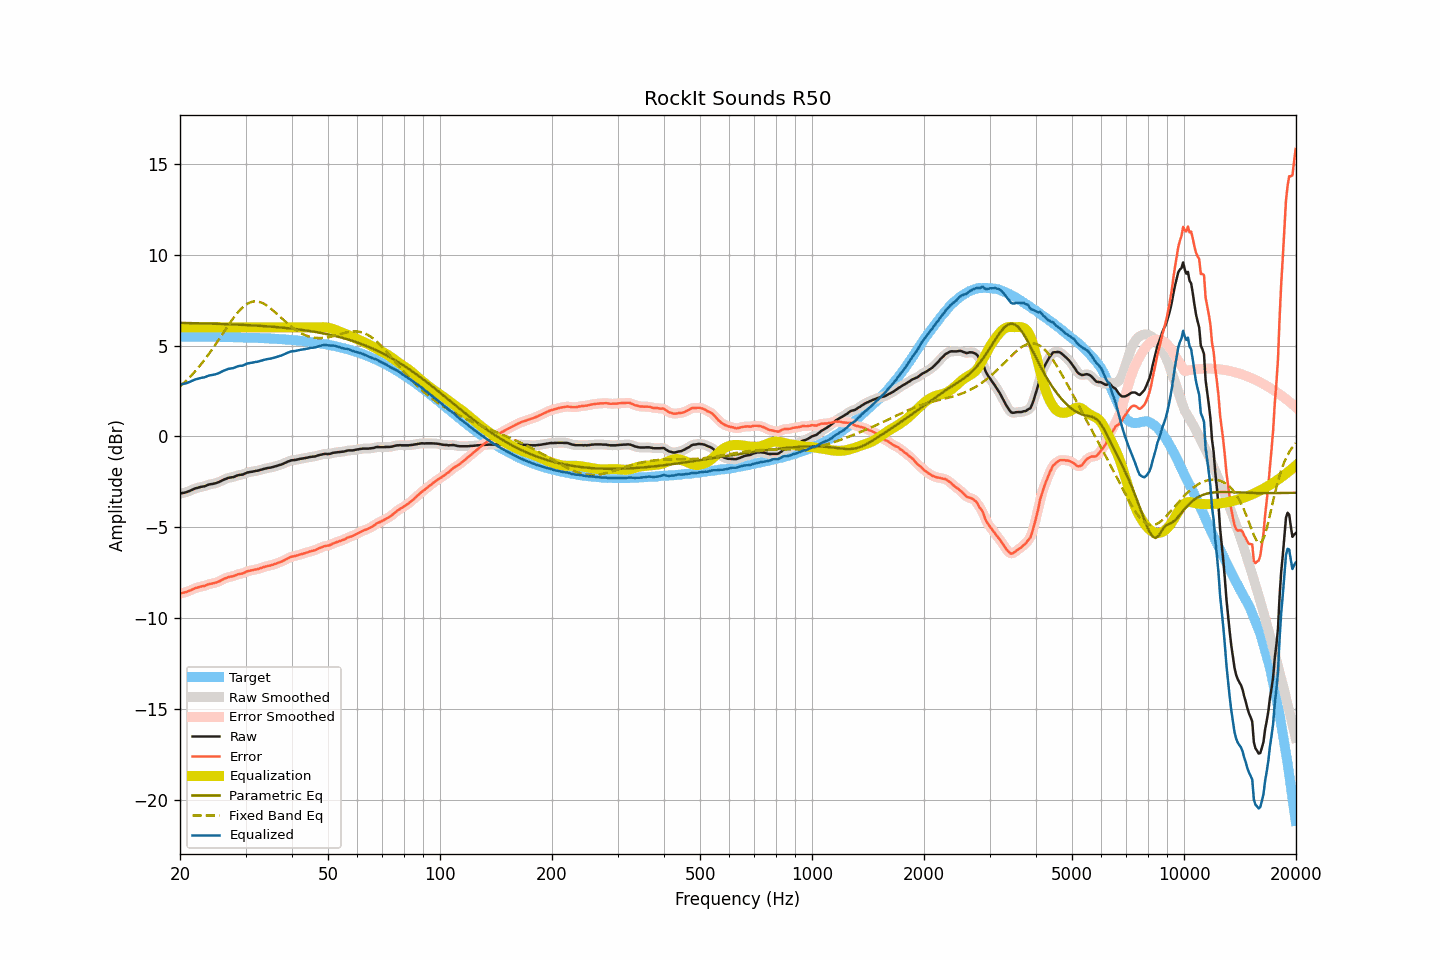 RockIt Sounds R50
15
10
5
0
−5
−10
−15
−20
Amplitude (dBr)
Target
Raw Smoothed
Error Smoothed
Raw
Error
Equalization
Parametric Eq
Fixed Band Eq
Equalized
20 50 100 200 500 1000 2000 5000 10000 20000
Frequency (Hz)